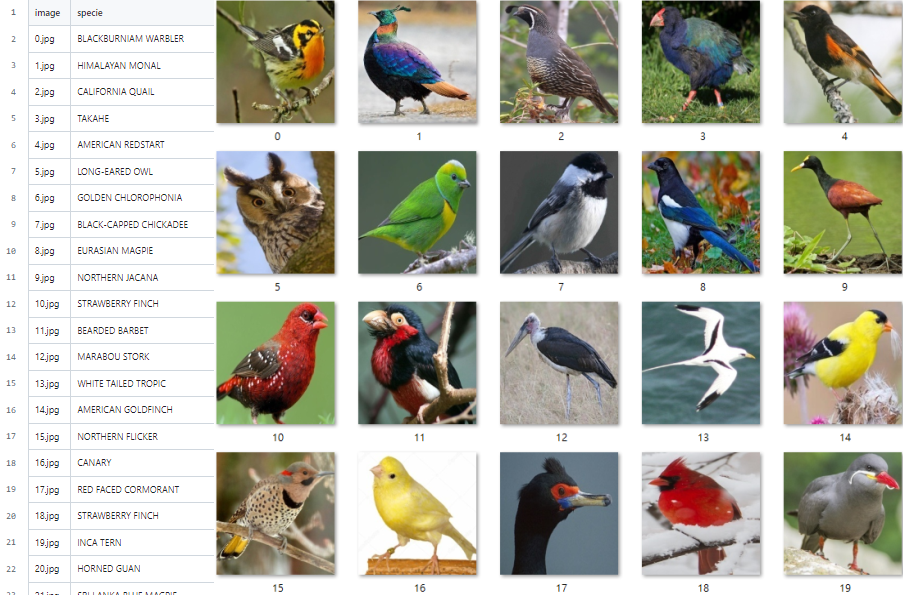 1 image specie
2 0.jpg BLACKBURNIAM WARBLER
3 1.jpg HIMALAYAN MONAL
4 2.jpg CALIFORNIA QUAIL
5 3.jpg TAKAHE
6 4.jpg AMERICAN REDSTART
7 5.jpg LONG-EARED OWL
8 6.jpg GOLDEN CHLOROPHONIA
9 7.jpg BLACK-CAPPED CHICKADEE
10 8.jpg EURASIAN MAGPIE
11 9.jpg NORTHERN JACANA
12 10.jpg STRAWBERRY FINCH
13 11.jpg BEARDED BARBET
14 12.jpg MARABOU STORK
15 13.jpg WHITE TAILED TROPIC
16 14.jpg AMERICAN GOLDFINCH
17 15.jpg NORTHERN FLICKER
18 16.jpg CANARY
19 17.jpg RED FACED CORMORANT
20 18.jpg STRAWBERRY FINCH
21 19.jpg INCA TERN
22 20.jpg HORNED GUAN
21.jpg SRI LANKA BLUE MAGPIE
0 1 2 3 4
5 6 7 8 9
10 11 12 13 14
15 16 17 18 19